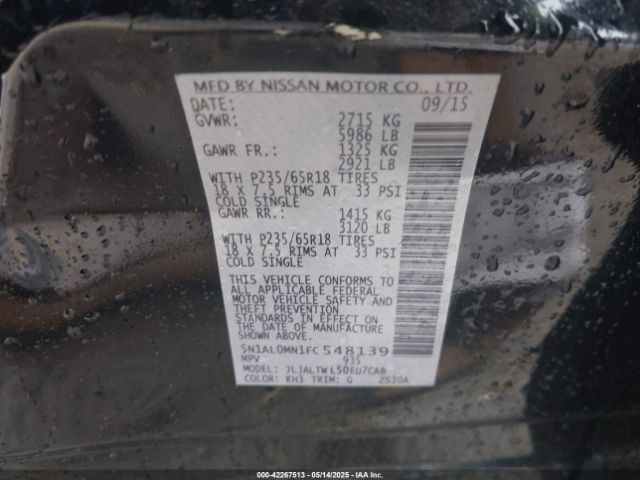 MFD BY NISSAN MOTOR CO., LTD.
DATE: 09/15
GVWR: 2715 KG
5986 LB
GAWR FR.: 1325 KG
2921 LB
WITH P235/65R18 TIRES
18 X 7.5 RIMS AT 33 PSI
COLD SINGLE
GAWR RR.: 1415 KG
3120 LB
WITH P235/65R18 TIRES
18 X 7.5 RIMS AT 33 PSI
COLD SINGLE
THIS VEHICLE CONFORMS TO
ALL APPLICABLE FEDERAL
MOTOR VEHICLE SAFETY AND
THEFT PREVENTION
STANDARDS IN EFFECT ON
THE DATE OF MANUFACTURE
SHOWN ABOVE.
5N1AL0MN1FC548139
MPV 935
MODEL: JLJALTWL50EU7CAB
COLOR: KH3 TRIM: G ZS30A
000-42267513 - 05/14/2025 - IAAI.com